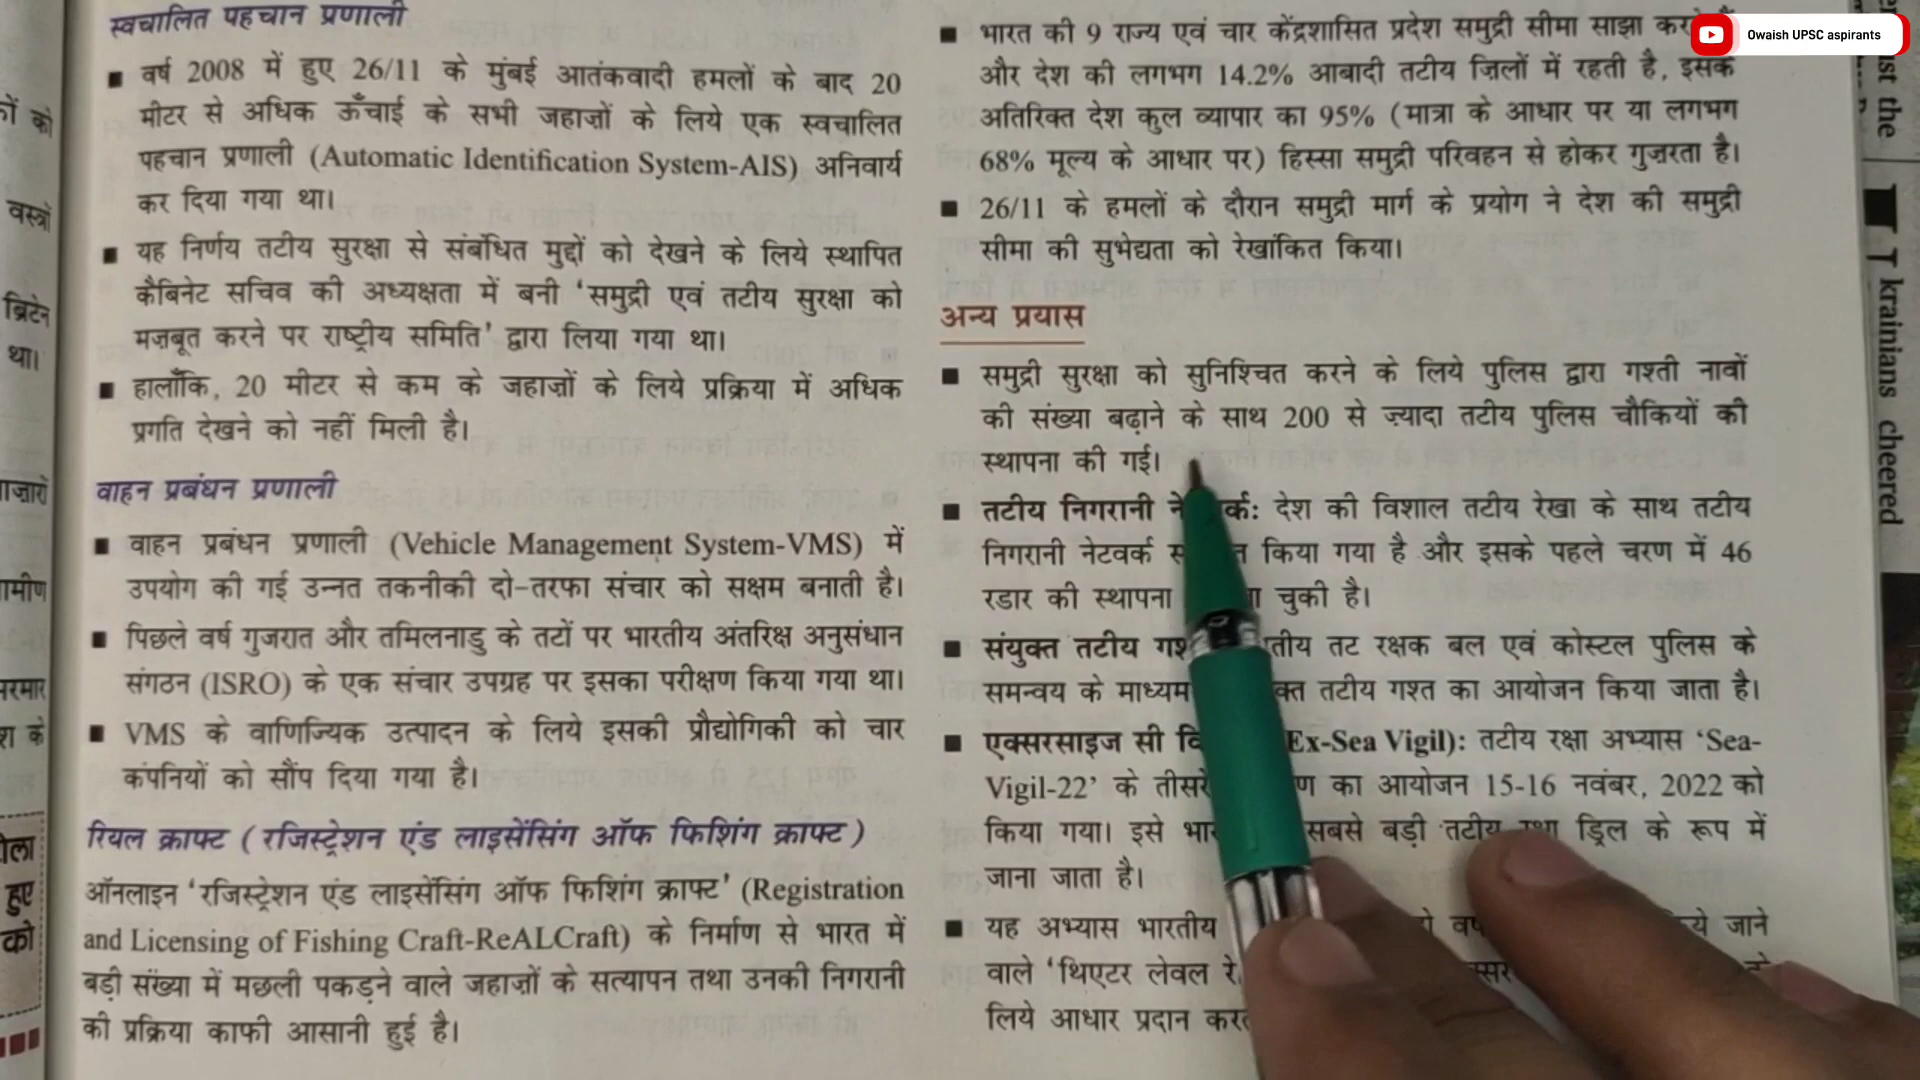 स्वचालित पहचान प्रणाली
■ वर्ष 2008 में हुए 26/11 के मुंबई आतंकवादी हमलों के बाद 20
मीटर से अधिक ऊँचाई के सभी जहाज़ों के लिये एक स्वचालित
पहचान प्रणाली (Automatic Identification System-AIS) अनिवार्य
कर दिया गया था।
■ यह निर्णय तटीय सुरक्षा से संबंधित मुद्दों को देखने के लिये स्थापित
कैबिनेट सचिव की अध्यक्षता में बनी ‘समुद्री एवं तटीय सुरक्षा को
मज़बूत करने पर राष्ट्रीय समिति’ द्वारा लिया गया था।
■ हालाँकि, 20 मीटर से कम के जहाज़ों के लिये प्रक्रिया में अधिक
प्रगति देखने को नहीं मिली है।
वाहन प्रबंधन प्रणाली
■ वाहन प्रबंधन प्रणाली (Vehicle Management System-VMS) में
उपयोग की गई उन्नत तकनीकी दो-तरफा संचार को सक्षम बनाती है।
■ पिछले वर्ष गुजरात और तमिलनाडु के तटों पर भारतीय अंतरिक्ष अनुसंधान
संगठन (ISRO) के एक संचार उपग्रह पर इसका परीक्षण किया गया था।
■ VMS के वाणिज्यिक उत्पादन के लिये इसकी प्रौद्योगिकी को चार
कंपनियों को सौंप दिया गया है।
रियल क्राफ्ट (रजिस्ट्रेशन एंड लाइसेंसिंग ऑफ फिशिंग क्राफ्ट)
ऑनलाइन ‘रजिस्ट्रेशन एंड लाइसेंसिंग ऑफ फिशिंग क्राफ्ट’ (Registration
and Licensing of Fishing Craft-ReALCraft) के निर्माण से भारत में
बड़ी संख्या में मछली पकड़ने वाले जहाज़ों के सत्यापन तथा उनकी निगरानी
की प्रक्रिया काफी आसानी हुई है।
■ भारत की 9 राज्य एवं चार केंद्रशासित प्रदेश समुद्री सीमा साझा
और देश की लगभग 14.2% आबादी तटीय ज़िलों में रहती है, इसके
अतिरिक्त देश कुल व्यापार का 95% (मात्रा के आधार पर या लगभग
68% मूल्य के आधार पर) हिस्सा समुद्री परिवहन से होकर गुज़रता है।
■ 26/11 के हमलों के दौरान समुद्री मार्ग के प्रयोग ने देश की समुद्री
सीमा की सुभेद्यता को रेखांकित किया।
अन्य प्रयास
■ समुद्री सुरक्षा को सुनिश्चित करने के लिये पुलिस द्वारा गश्ती नावों
की संख्या बढ़ाने के साथ 200 से ज़्यादा तटीय पुलिस चौकियों की
स्थापना की गई।
■ तटीय निगरानी देश की विशाल तटीय रेखा के साथ तटीय
निगरानी नेटवर्क किया गया है और इसके पहले चरण में 46
रडार की स्थापना चुकी है।
■ संयुक्त तटीय तट रक्षक बल एवं कोस्टल पुलिस के
समन्वय के माध्यम तटीय गश्त का आयोजन किया जाता है।
■ एक्सरसाइज सी Ex-Sea Vigil): तटीय रक्षा अभ्यास ‘Sea-
Vigil-22’ के का आयोजन 15-16 नवंबर, 2022 को
किया गया। इसे सबसे बड़ी तटीय ड्रिल के रूप में
जाना जाता है।
■ यह अभ्यास भारतीय जाने
वाले ‘थिएटर लेवल
लिये आधार प्रदान
को
वस्त्रों
ब्रिटेन
था।
के
हुए
को
the
krainians cheered
Owaish UPSC aspirants